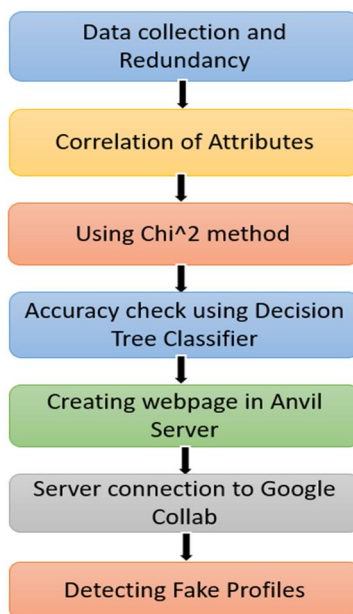 Data collection and
Redundancy
Correlation of Attributes
Using Chi^2 method
Accuracy check using Decision
Tree Classifier
Creating webpage in Anvil
Server
Server connection to Google
Collab
Detecting Fake Profiles